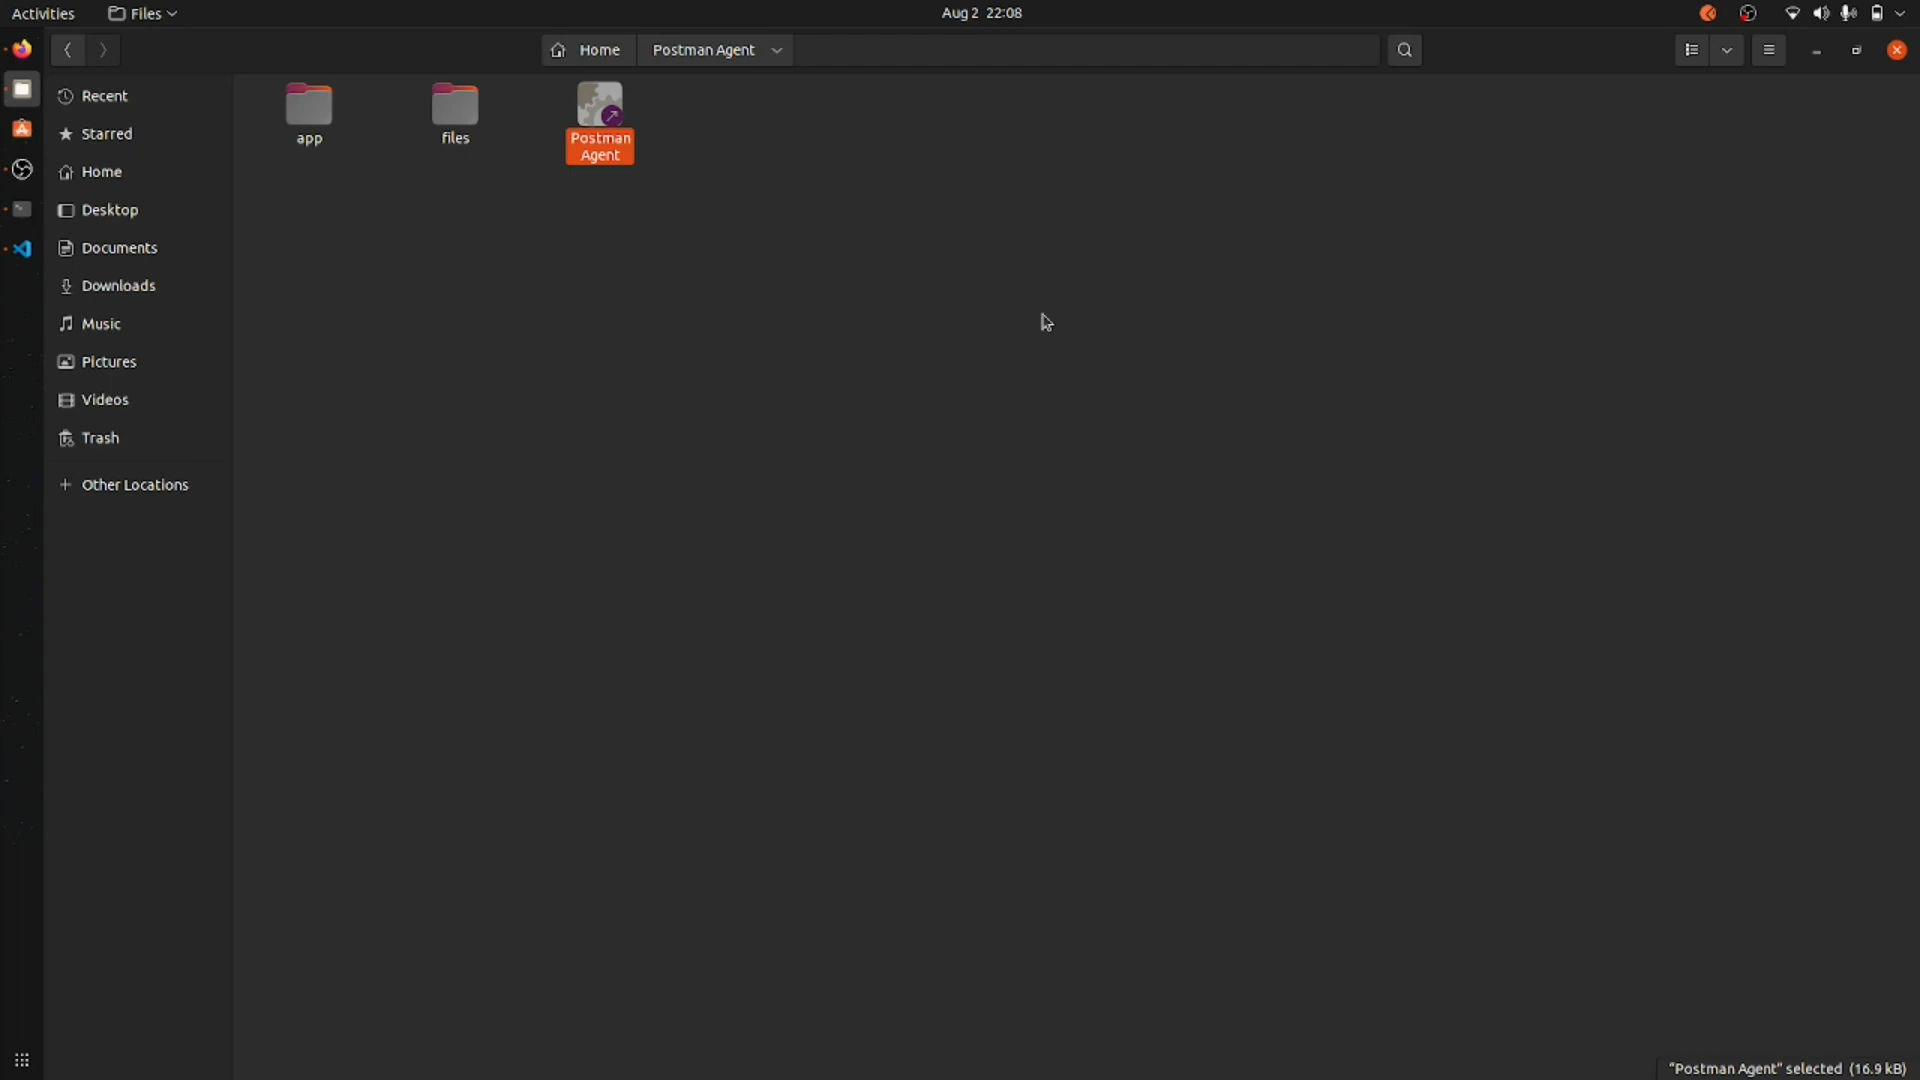 Activities
Files
Aug 2 22:08
Home
Postman Agent
Recent
Starred
Home
Desktop
Documents
Downloads
Music
Pictures
Videos
Trash
Other Locations
app
files
Postman
Agent
"Postman Agent" selected (16.9 kB)